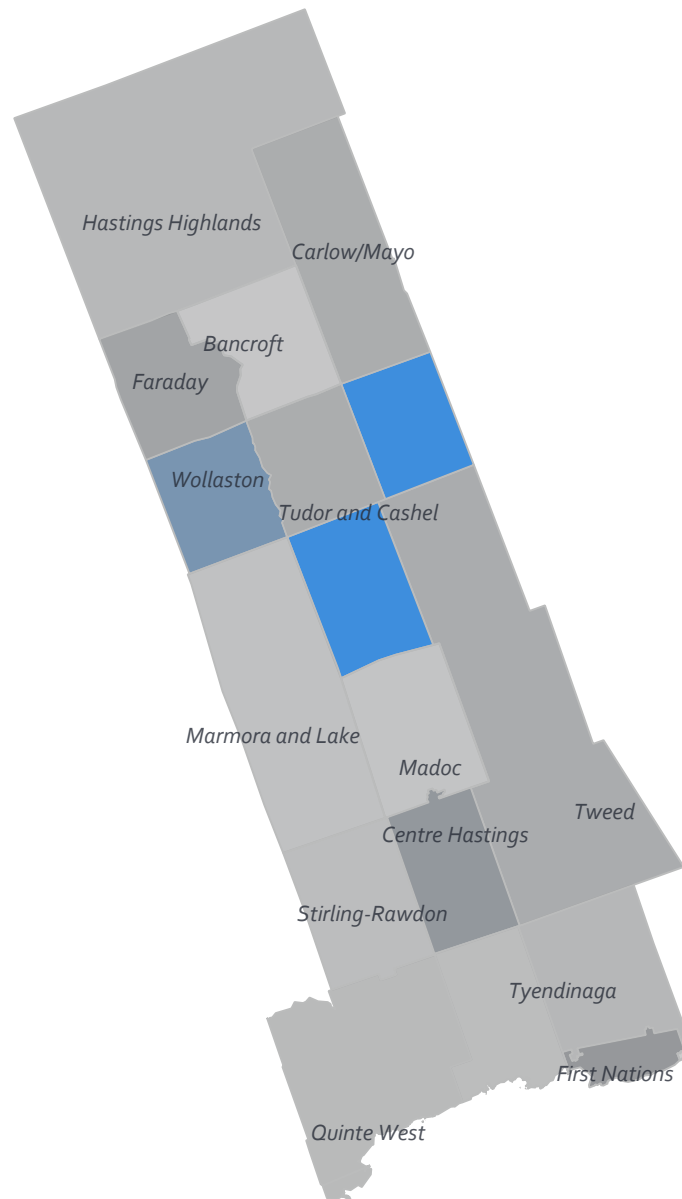 Hastings Highlands
Carlow/Mayo
Bancroft
Faraday
Wollaston
Tudor and Cashel
Marmora and Lake
Madoc
Tweed
Centre Hastings
Stirling-Rawdon
Tyendinaga
First Nations
Quinte West